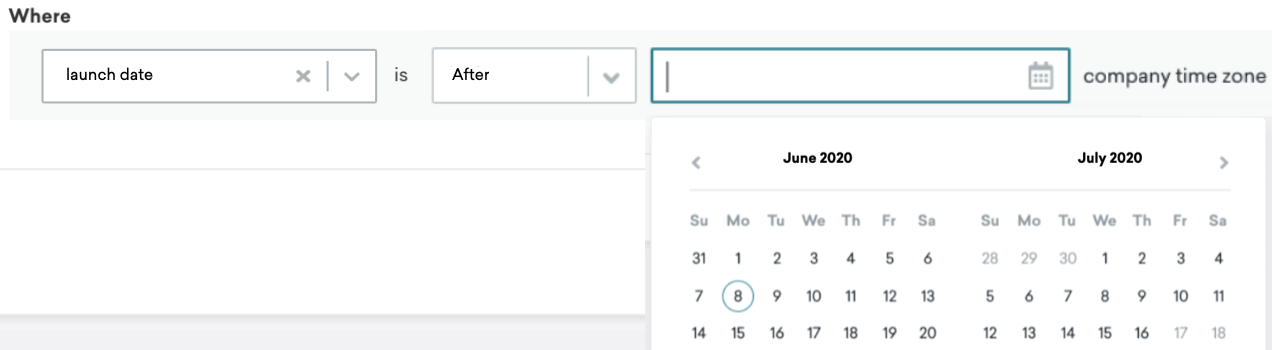 Where
launch date is After company time zone
June 2020 July 2020
Su Mo Tu We Th Fr Sa Su Mo Tu We Th Fr Sa
31 1 2 3 4 5 6 28 29 30 1 2 3 4
7 8 9 10 11 12 13 5 6 7 8 9 10 11
14 15 16 17 18 19 20 12 13 14 15 16 17 18